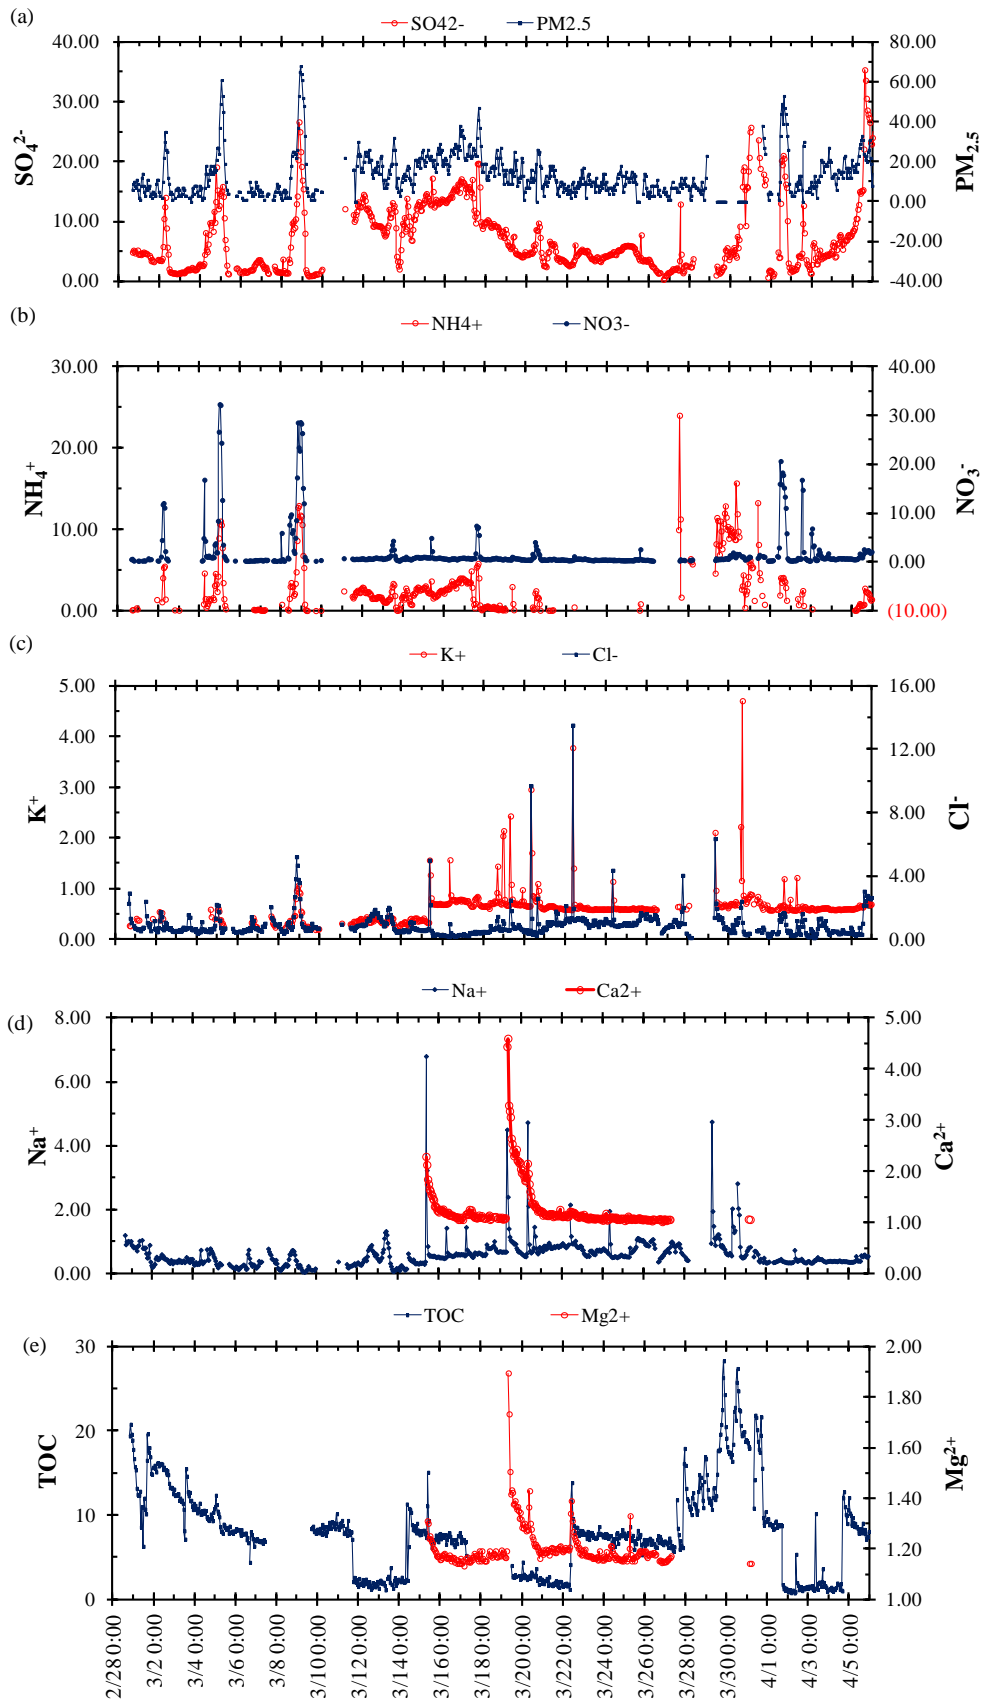 (a)
SO42- PM2.5
40.00 80.00
30.00 60.00
40.00
20.00 20.00
0.00
10.00 -20.00
0.00 -40.00
SO₄²⁻
PM₂.₅
(b)
NH4+ NO3-
30.00 40.00
30.00
20.00 20.00
10.00
10.00 0.00
0.00 (10.00)
NH₄⁺
NO₃⁻
(c)
K+ Cl-
5.00 16.00
4.00 12.00
3.00
8.00
2.00
1.00 4.00
0.00 0.00
K⁺
Cl⁻
(d)
Na+ Ca2+
8.00 5.00
6.00 4.00
3.00
4.00
2.00
2.00 1.00
0.00 0.00
Na⁺
Ca²⁺
(e)
TOC Mg2+
30 2.00
1.80
20
1.60
10 1.40
1.20
0 1.00
TOC
Mg²⁺
2/28 0:00
3/2 0:00
3/4 0:00
3/6 0:00
3/8 0:00
3/10 0:00
3/12 0:00
3/14 0:00
3/16 0:00
3/18 0:00
3/20 0:00
3/22 0:00
3/24 0:00
3/26 0:00
3/28 0:00
3/30 0:00
4/1 0:00
4/3 0:00
4/5 0:00